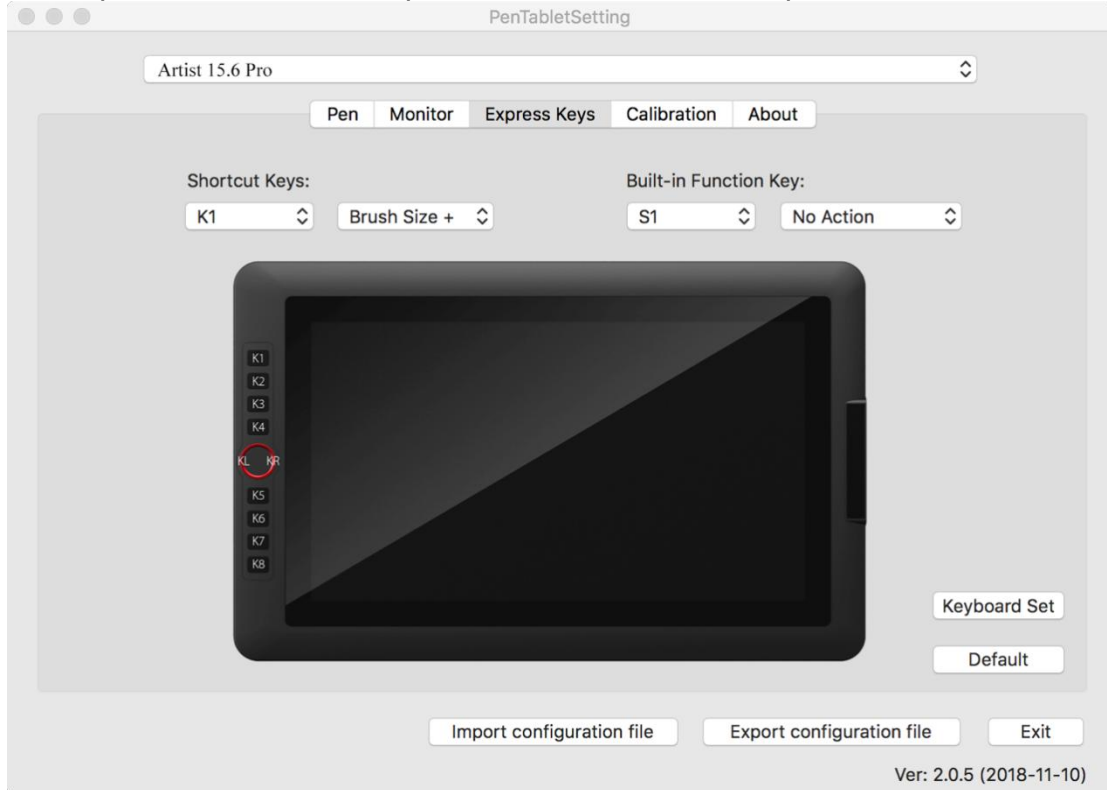 PenTabletSetting
Artist 15.6 Pro
Pen Monitor Express Keys Calibration About
Shortcut Keys: Built-in Function Key:
K1 Brush Size + S1 No Action
K1
K2
K3
K4
KL KR
K5
K6
K7
K8
Keyboard Set
Default
Import configuration file Export configuration file Exit
Ver: 2.0.5 (2018-11-10)